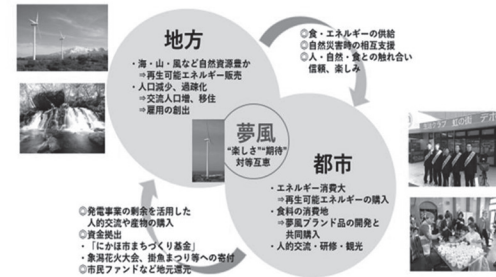 地方
・海・山・風など自然資源豊か
⇒再生可能エネルギー販売
・人口減少、過疎化
⇒交流人口増、移住
⇒雇用の創出
◎食・エネルギーの供給
◎自然災害時の相互支援
◎人・自然・食との触れ合い
信頼、楽しみ
夢風
“楽しさ”“期待”
対等互恵
都市
・エネルギー消費大
⇒再生可能エネルギーの購入
・食料の消費地
⇒夢風ブランド品の開発と
共同購入
・人的交流・研修・観光
◎発電事業の剰余を活用した
人的交流や産物の購入
◎資金拠出
・「にかほ市まちづくり基金」
・象潟花火大会、掛魚まつり等への寄付
◎市民ファンドなど地元還元
虹の街